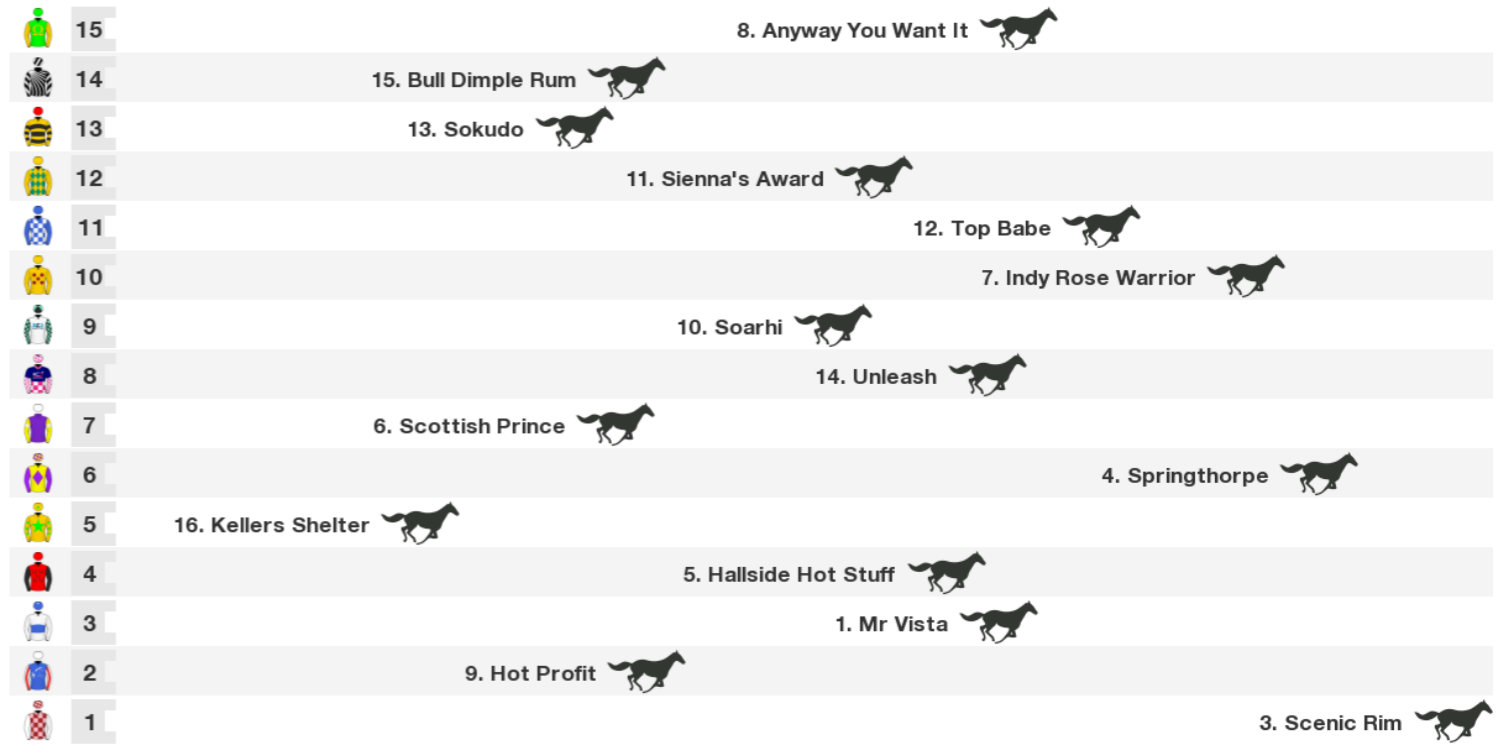 15 8. Anyway You Want It
14 15. Bull Dimple Rum
13 13. Sokudo
12 11. Sienna's Award
11 12. Top Babe
10 7. Indy Rose Warrior
9 10. Soarhi
8 14. Unleash
7 6. Scottish Prince
6 4. Springthorpe
5 16. Kellers Shelter
4 5. Hallside Hot Stuff
3 1. Mr Vista
2 9. Hot Profit
1 3. Scenic Rim